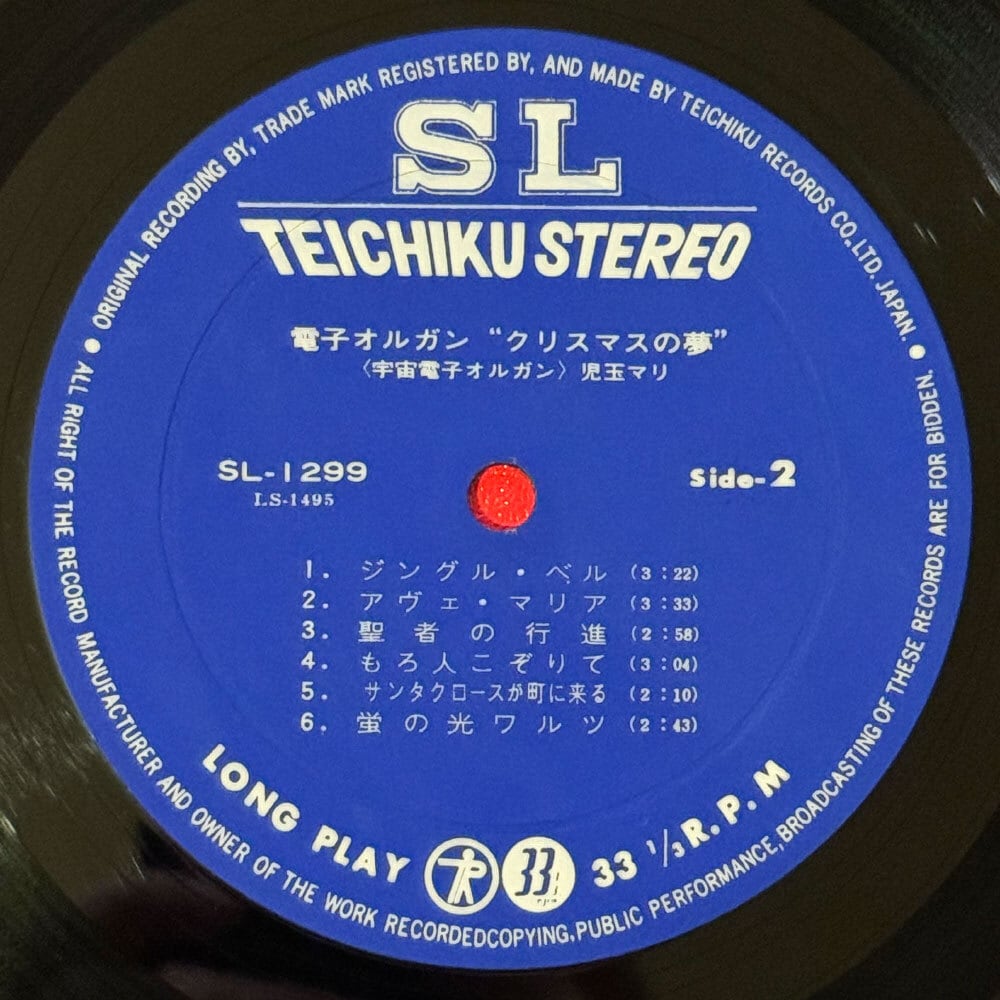 ORIGINAL RECORDING BY, TRADE MARK REGISTERED BY, AND MADE BY TEICHIKU RECORDS CO., LTD. JAPAN.
SL
TEICHIKU STEREO
電子オルガン “クリスマスの夢”
〈宇宙電子オルガン〉 児玉マリ
SL-1299
LS-1495
Side-2
1. ジングル・ベル (3:22)
2. アヴェ・マリア (3:33)
3. 聖者の行進 (2:58)
4. もろ人こぞりて (3:04)
5. サンタクロースが町に来る (2:10)
6. 蛍の光ワルツ (2:43)
LONG PLAY 33 33 1/3 R.P.M
ALL RIGHT OF THE RECORD MANUFACTURER AND OWNER OF THE WORK RECORDEDCOPYING, PUBLIC PERFORMANCE, BROADCASTING OF THESE RECORDS ARE FOR BIDDEN.